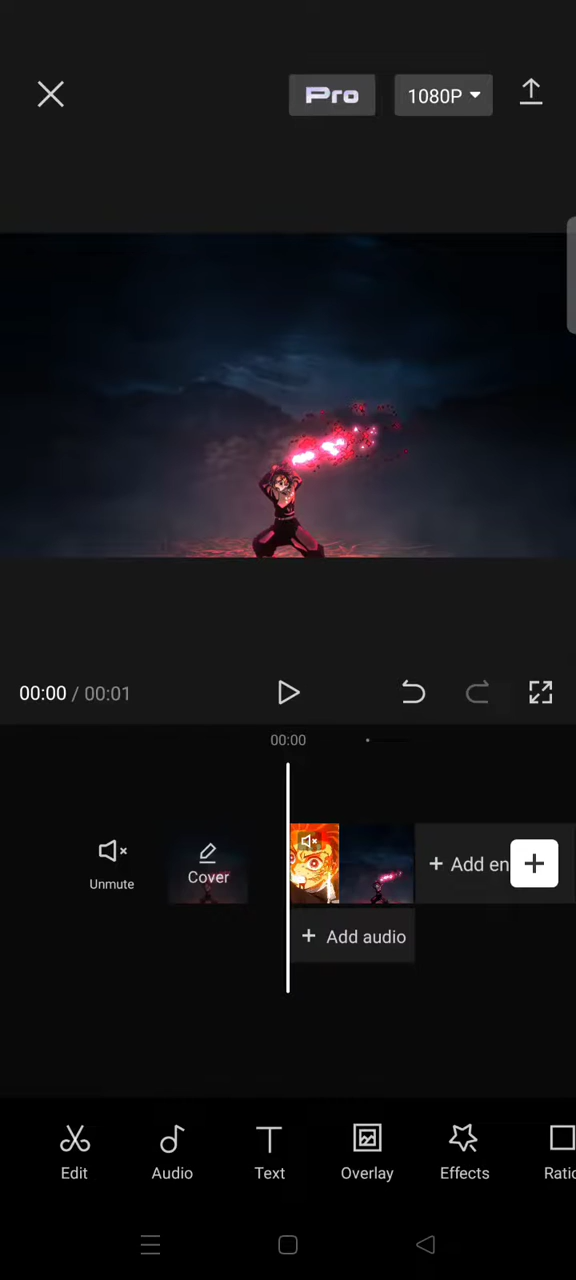 Pro
1080P
00:00 / 00:01
00:00
Unmute
Cover
+ Add en
+ Add audio
Edit
Audio
Text
Overlay
Effects
Ratio